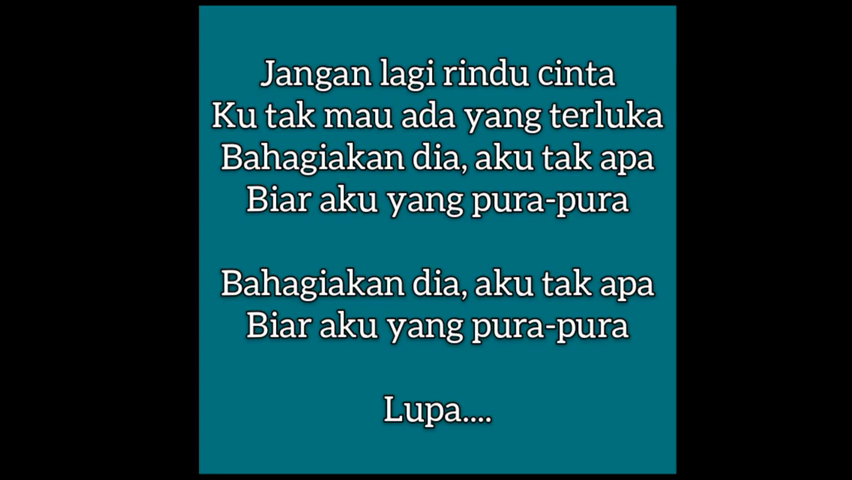 Jangan lagi rindu cinta
Ku tak mau ada yang terluka
Bahagiakan dia, aku tak apa
Biar aku yang pura-pura
Bahagiakan dia, aku tak apa
Biar aku yang pura-pura
Lupa....